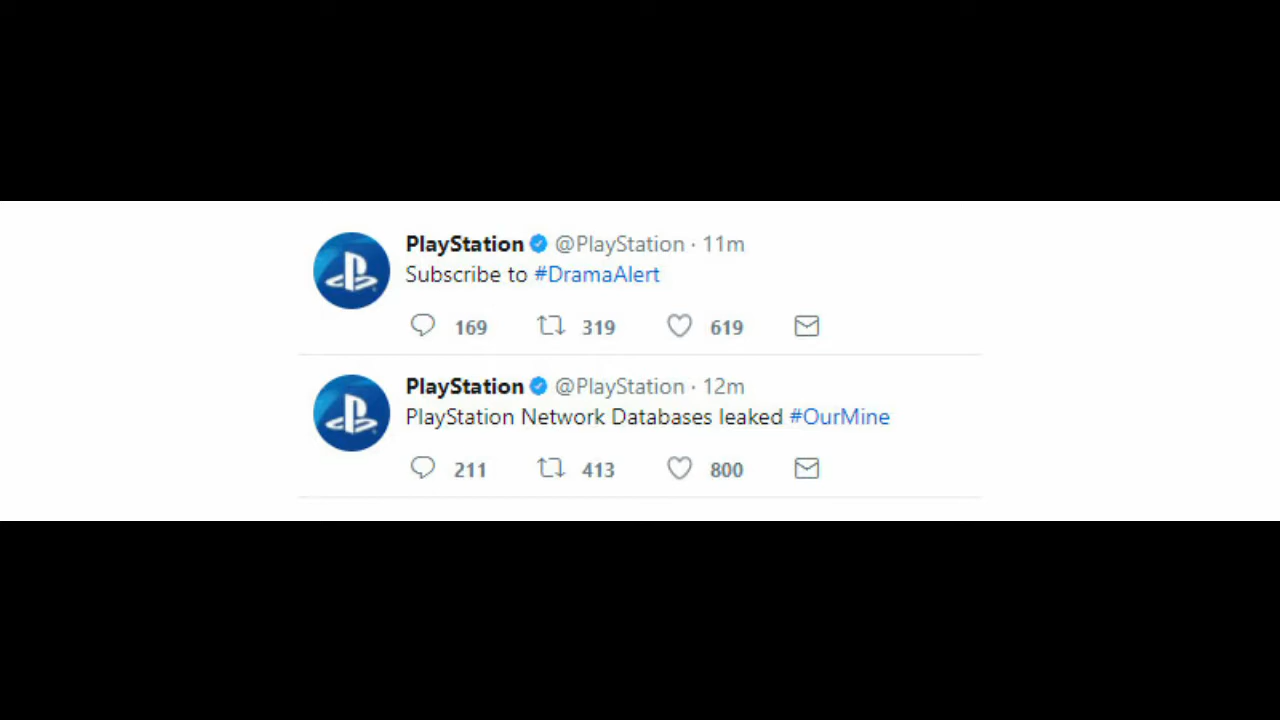 PlayStation @PlayStation · 11m
Subscribe to #DramaAlert
169 319 619
PlayStation @PlayStation · 12m
PlayStation Network Databases leaked #OurMine
211 413 800